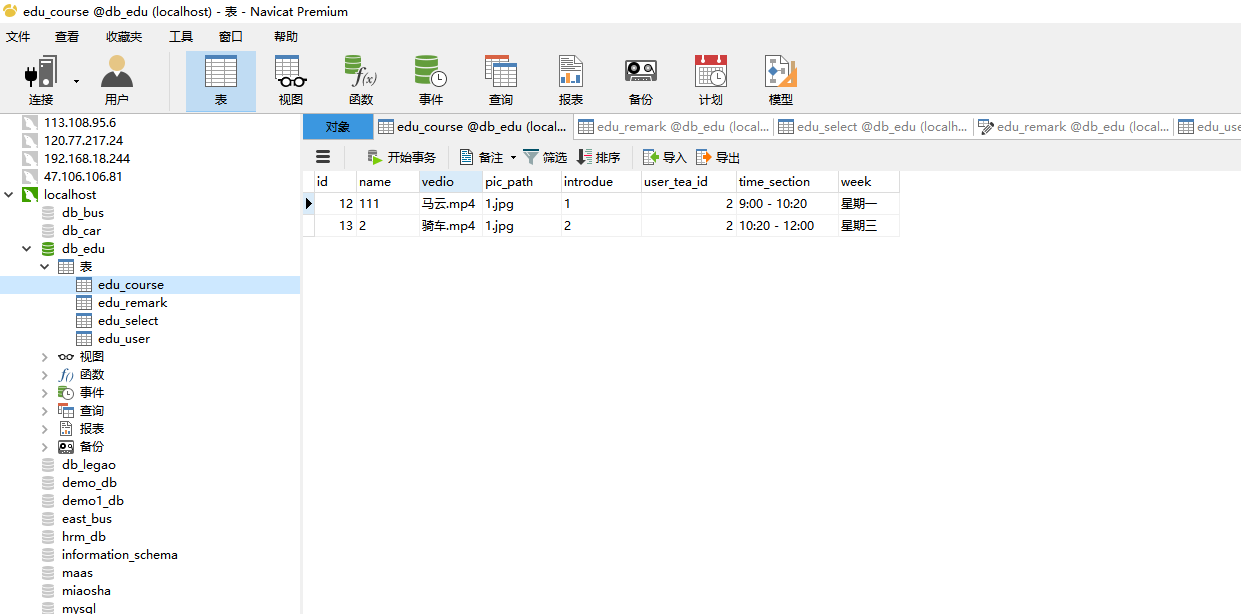 edu_course @db_edu (localhost) - 表 - Navicat Premium
文件 查看 收藏夹 工具 窗口 帮助
连接 用户 表 视图 函数 事件 查询 报表 备份 计划 模型
113.108.95.6
120.77.217.24
192.168.18.244
47.106.106.81
localhost
db_bus
db_car
db_edu
表
edu_course
edu_remark
edu_select
edu_user
视图
函数
事件
查询
报表
备份
db_legao
demo_db
demo1_db
east_bus
hrm_db
information_schema
maas
miaosha
mysql
对象 edu_course @db_edu (local... edu_remark @db_edu (local... edu_select @db_edu (localh... edu_remark @db_edu (local... edu_use
开始事务 备注 筛选 排序 导入 导出
id name vedio pic_path introdue user_tea_id time_section week
12 111 马云.mp4 1.jpg 1 2 9:00 - 10:20 星期一
13 2 骑车.mp4 1.jpg 2 2 10:20 - 12:00 星期三